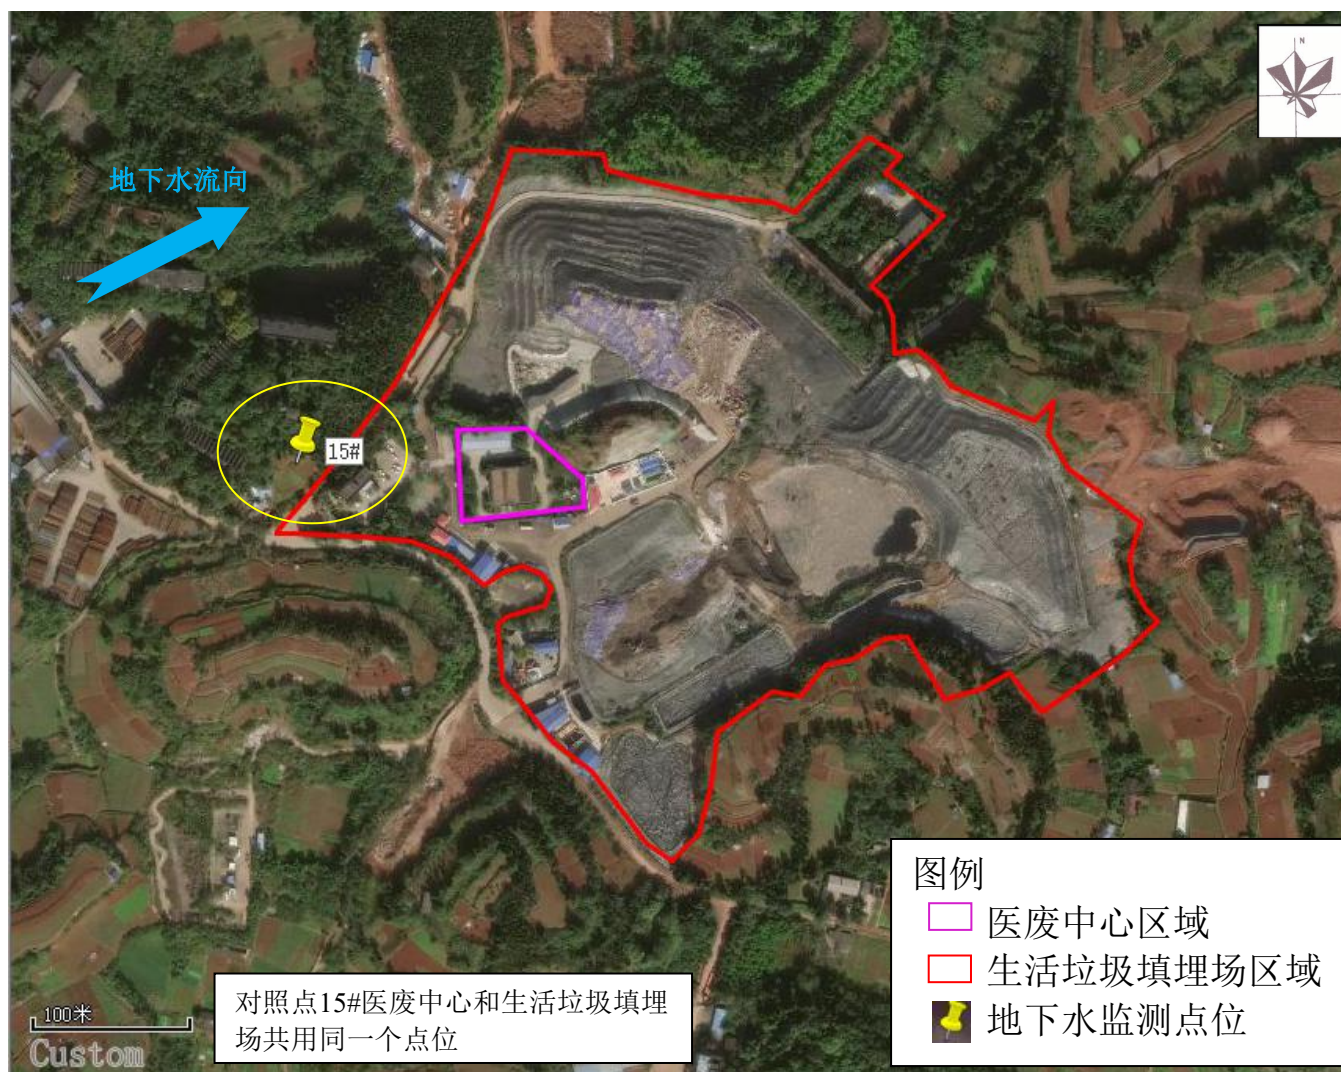 N
地下水流向
15#
图例
医废中心区域
生活垃圾填埋场区域
地下水监测点位
对照点15#医废中心和生活垃圾填埋
场共用同一个点位
100米
Custom